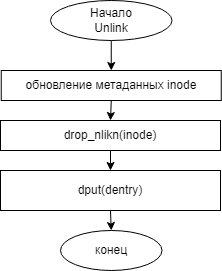 Начало
Unlink
обновление метаданных inode
drop_nlikn(inode)
dput(dentry)
конец